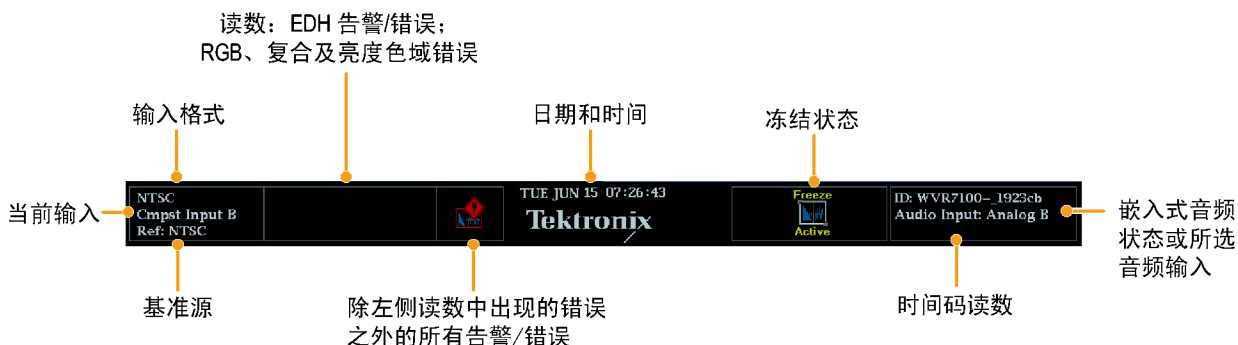 读数：EDH 告警/错误；
RGB、复合及亮度色域错误
输入格式
日期和时间
冻结状态
当前输入
NTSC
Cmpst Input B
Ref: NTSC
TUE JUN 15 07:26:43
Tektronix
Freeze
Active
ID: WVR7100-_1923cb
Audio Input: Analog B
嵌入式音频
状态或所选
音频输入
基准源
除左侧读数中出现的错误
之外的所有告警/错误
时间码读数